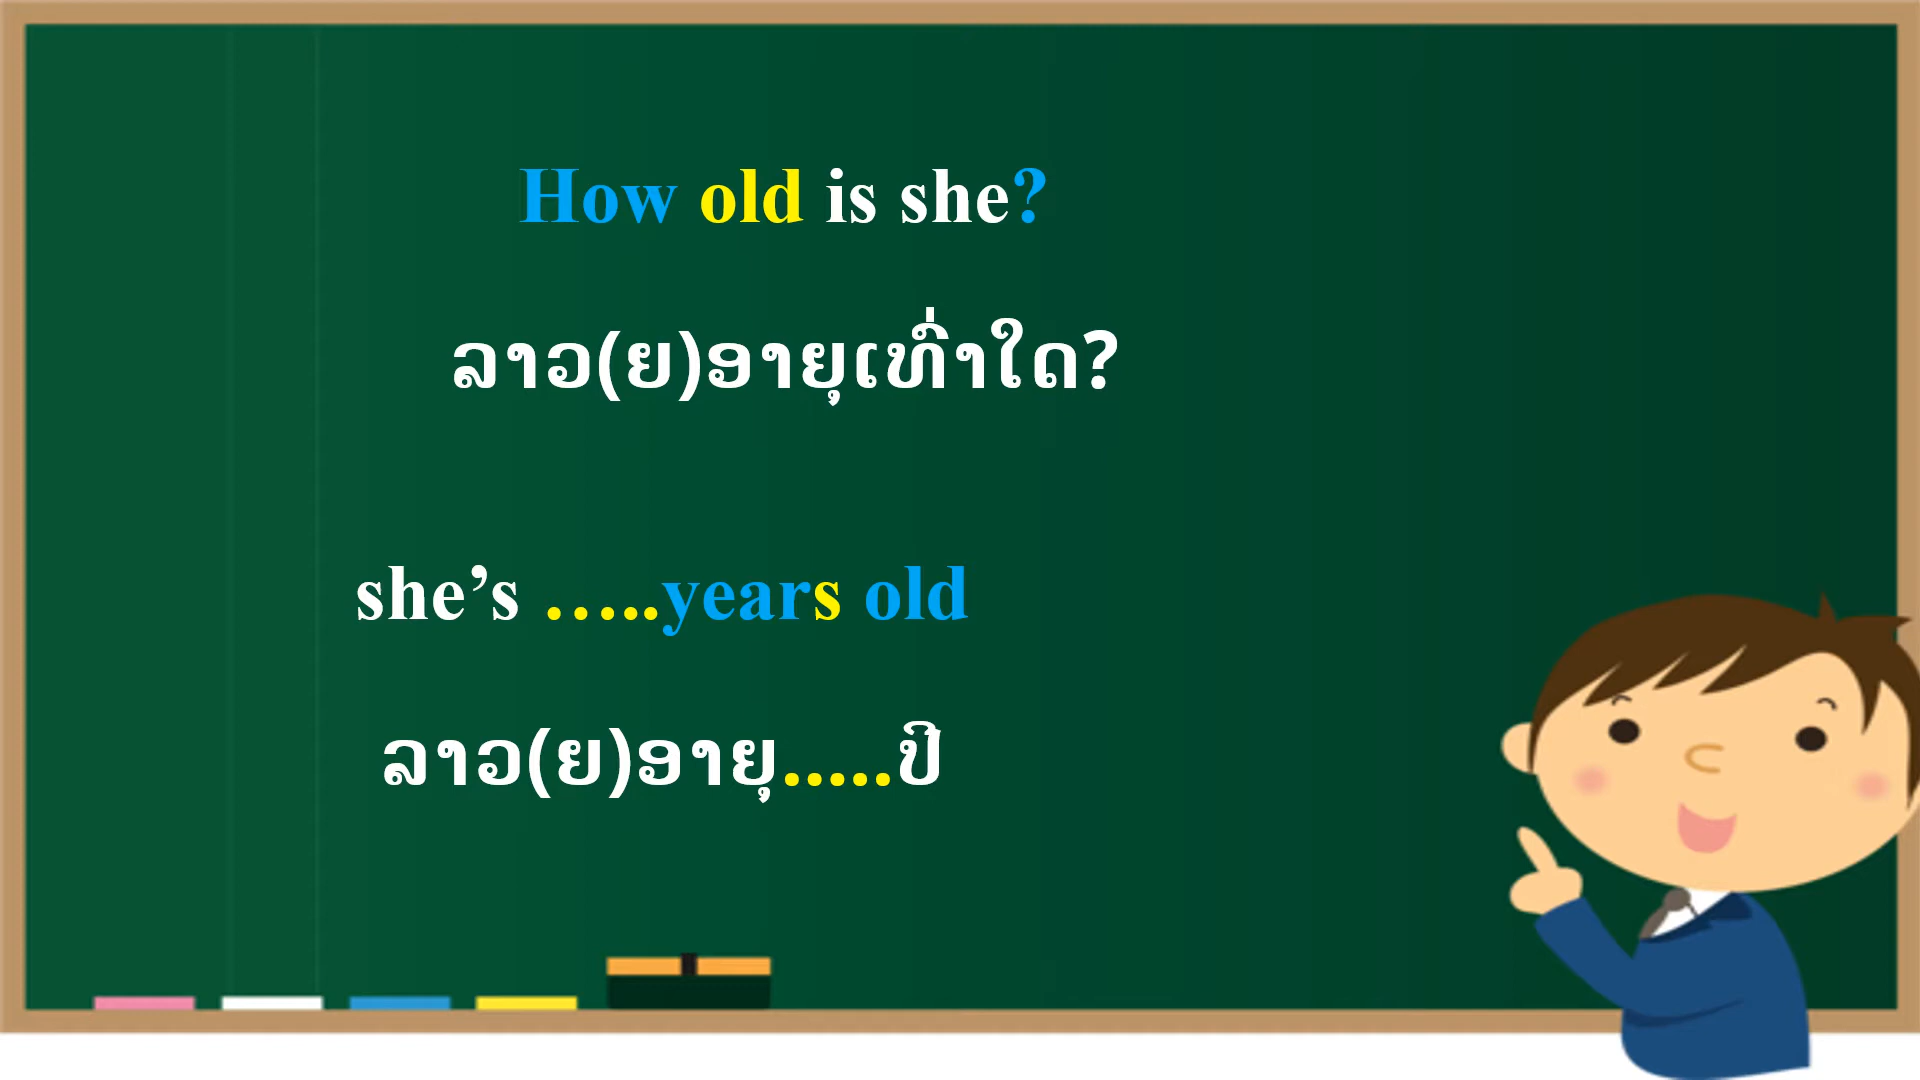 How old is she?
ລາວ(ຍ)ອາຍຸເທົ່າໃດ?
she’s …..years old
ລາວ(ຍ)ອາຍຸ.....ປີ